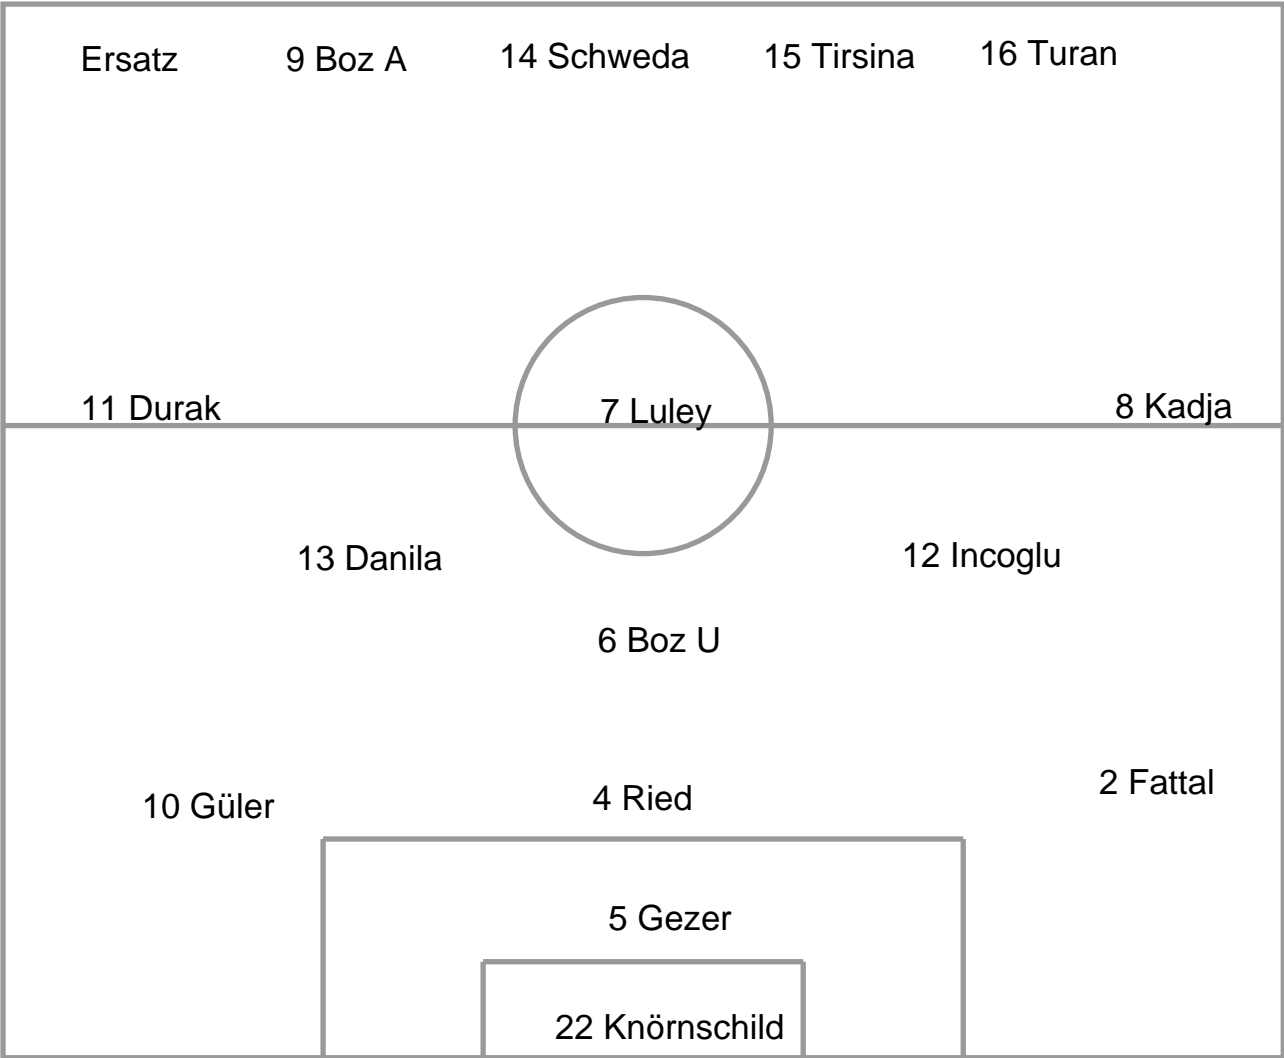 Ersatz 9 Boz A 14 Schweda 15 Tirsina 16 Turan
11 Durak 7 Luley 8 Kadja
13 Danila 12 Incoglu
6 Boz U
10 Güler 4 Ried 2 Fattal
5 Gezer
22 Knörnschild